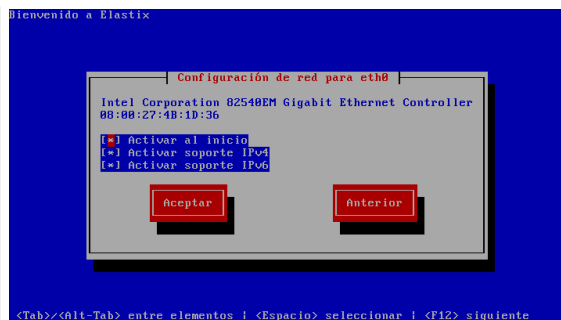 Bienvenido a Elastix
Configuración de red para eth0
Intel Corporation 82540EM Gigabit Ethernet Controller
08:00:27:4B:1D:36
[*] Activar al inicio
[*] Activar soporte IPv4
[*] Activar soporte IPv6
Aceptar Anterior
<Tab>/<Alt-Tab> entre elementos | <Espacio> seleccionar | <F12> siguiente